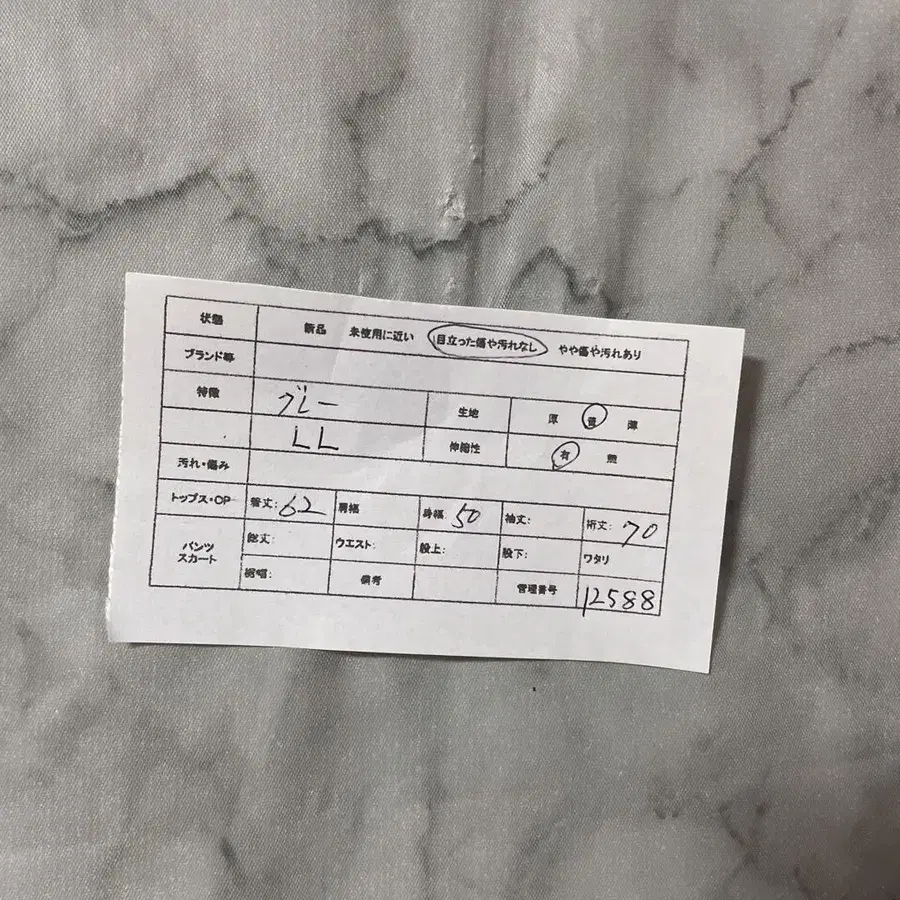 状態 新品 未使用に近い 目立った傷や汚れなし やや傷や汚れあり
ブランド等
特徴 グレー 生地 厚 普 薄
LL 伸縮性 有 無
汚れ・傷み
トップス・OP 着丈:62 肩幅 身幅 50 袖丈: 裄丈:70
パンツ スカート 総丈: ウエスト: 股上: 股下: ワタリ
裾幅: 備考 管理番号 12588